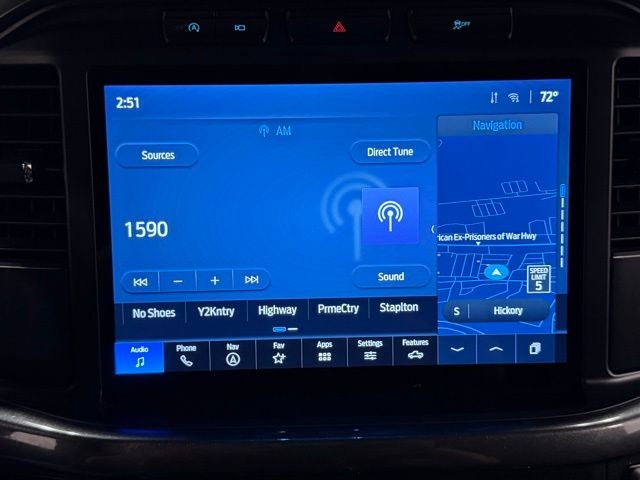 OFF
2:51
72°
AM
Navigation
Sources
Direct Tune
1590
rican Ex-Prisoners of War Hwy
Sound
SPEED
LIMIT
5
S
Hickory
No Shoes
Y2Kntry
Highway
PrmeCtry
Staplton
Audio
Phone
Nav
Fav
Apps
Settings
Features